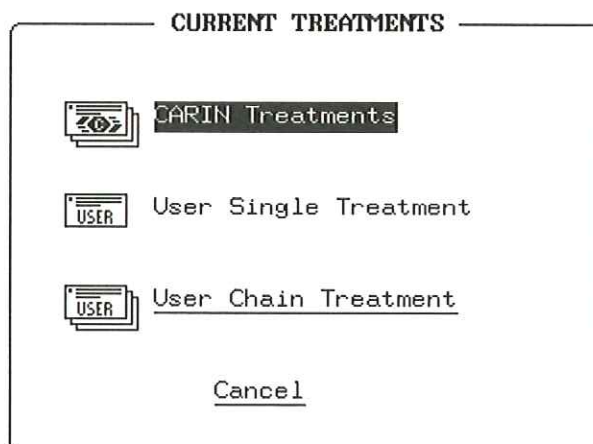 CURRENT TREATMENTS
CARIN Treatments
USER
User Single Treatment
USER
User Chain Treatment
Cancel